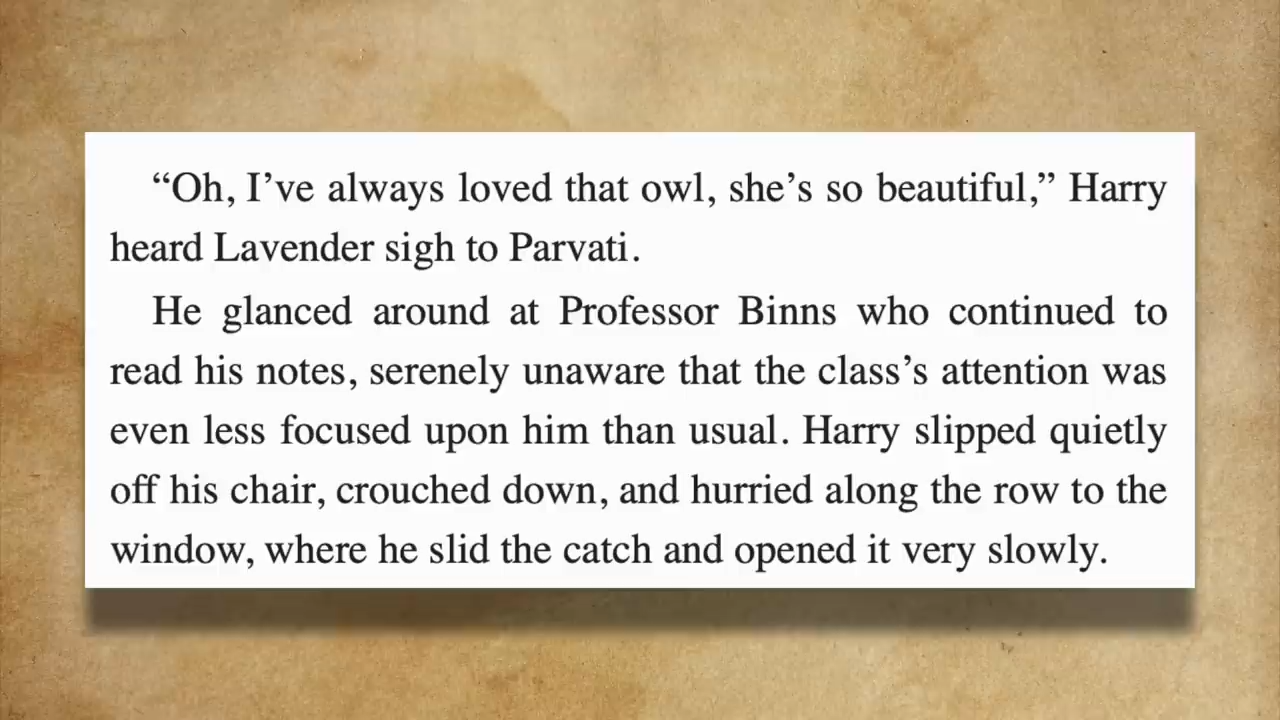 “Oh, I’ve always loved that owl, she’s so beautiful,” Harry
heard Lavender sigh to Parvati.
He glanced around at Professor Binns who continued to
read his notes, serenely unaware that the class’s attention was
even less focused upon him than usual. Harry slipped quietly
off his chair, crouched down, and hurried along the row to the
window, where he slid the catch and opened it very slowly.